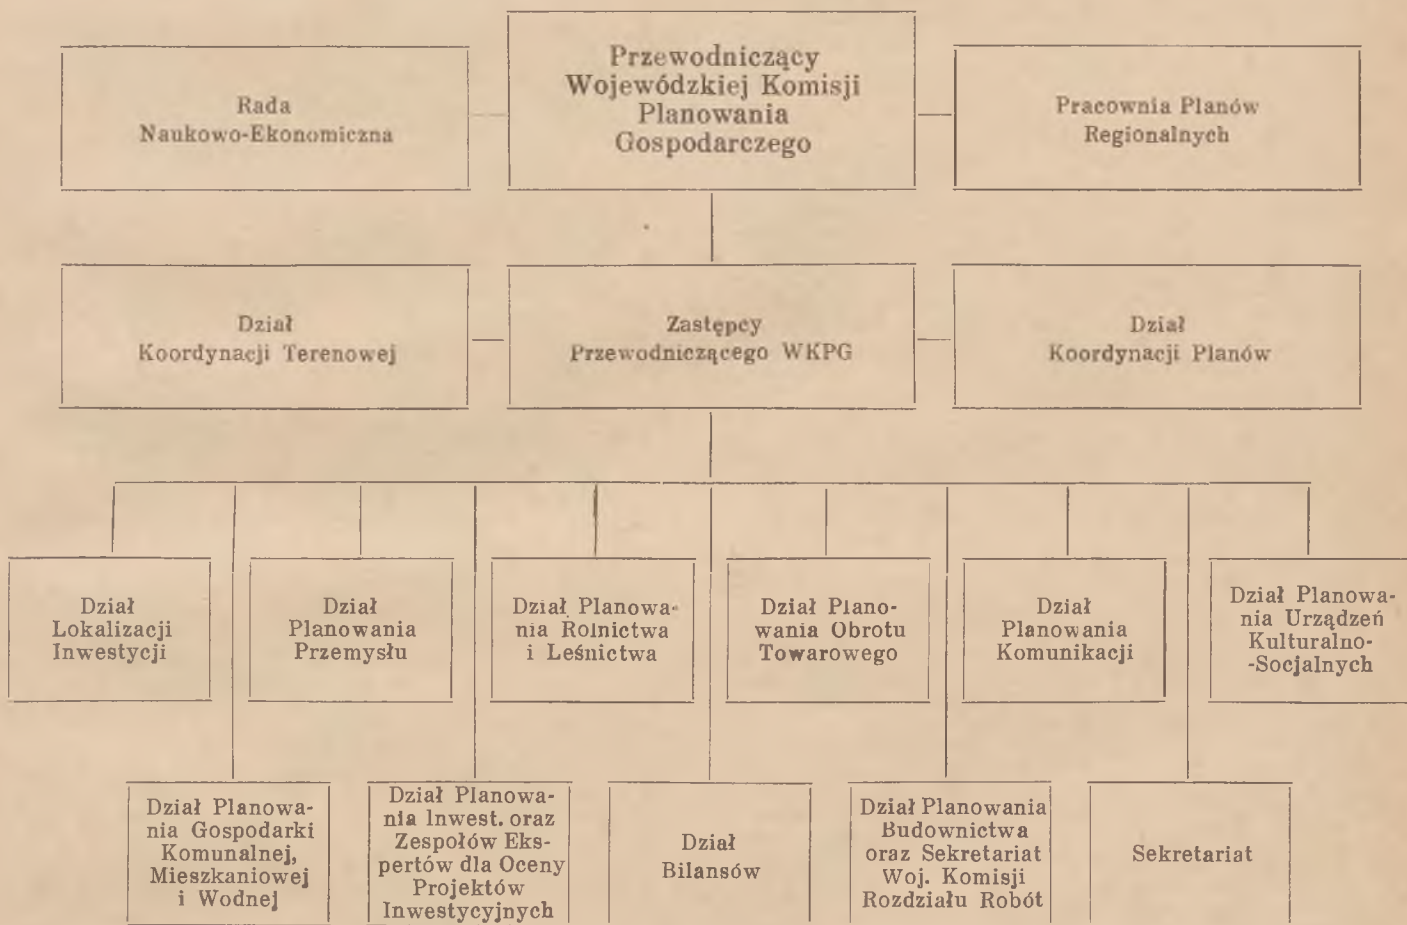 Rada
Naukowo-Ekonomiczna
Przewodniczący
Wojewódzkiej Komisji
Planowania
Gospodarczego
Pracownia Planów
Regionalnych
Dział
Koordynacji Terenowej
Zastępcy
Przewodniczącego WKPG
Dział
Koordynacji Planów
Dział
Lokalizacji
Inwestycji
Dział
Planowania
Przemysłu
Dział Planowa-
nia Rolnictwa
i Leśnictwa
Dział Plano-
wania Obrotu
Towarowego
Dział
Planowania
Komunikacji
Dział Planowa-
nia Urządzeń
Kulturalno-
-Socjalnych
Dział Planowa-
nia Gospodarki
Komunalnej,
Mieszkaniowej
i Wodnej
Dział Planowa-
nia Inwest. oraz
Zespołów Eks-
pertów dla Oceny
Projektów
Inwestycyjnych
Dział
Bilansów
Dział Planowania
Budownictwa
oraz Sekretariat
Woj. Komisji
Rozdziału Robót
Sekretariat